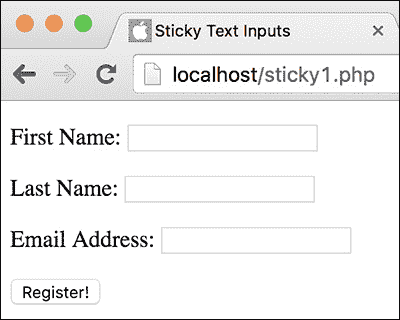 Sticky Text Inputs
localhost/sticky1.php
First Name:
Last Name:
Email Address:
Register!